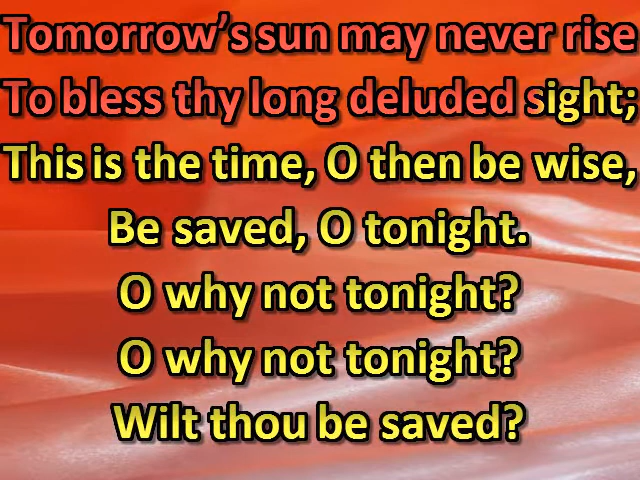 Tomorrow’s sun may never rise
To bless thy long deluded sight;
This is the time, O then be wise,
Be saved, O tonight.
O why not tonight?
O why not tonight?
Wilt thou be saved?